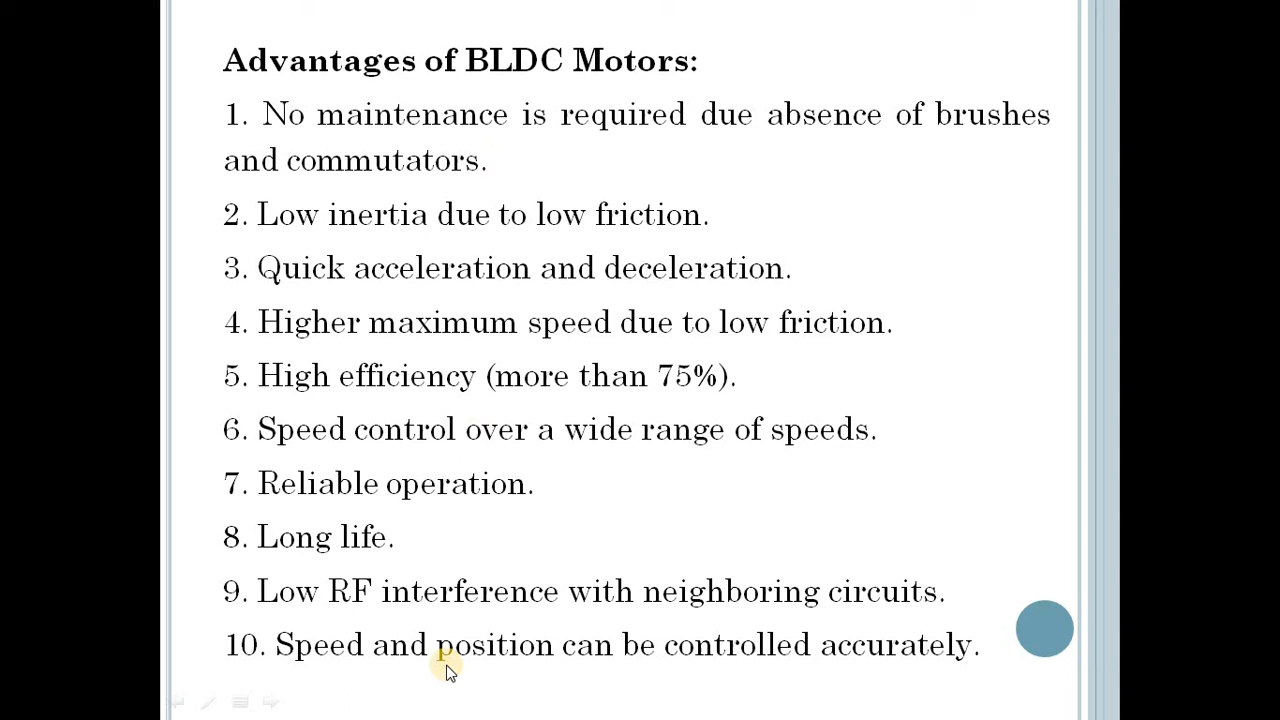 Advantages of BLDC Motors:
1. No maintenance is required due absence of brushes
and commutators.
2. Low inertia due to low friction.
3. Quick acceleration and deceleration.
4. Higher maximum speed due to low friction.
5. High efficiency (more than 75%).
6. Speed control over a wide range of speeds.
7. Reliable operation.
8. Long life.
9. Low RF interference with neighboring circuits.
10. Speed and position can be controlled accurately.